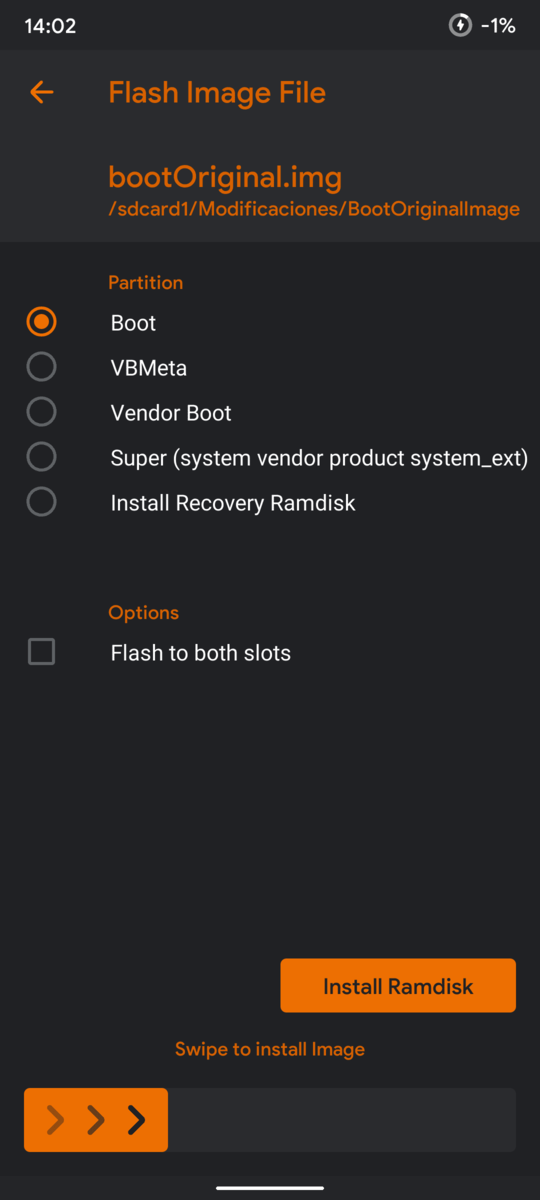 14:02
-1%
Flash Image File
bootOriginal.img
/sdcard1/Modificaciones/BootOriginalImage
Partition
Boot
VBMeta
Vendor Boot
Super (system vendor product system_ext)
Install Recovery Ramdisk
Options
Flash to both slots
Install Ramdisk
Swipe to install Image